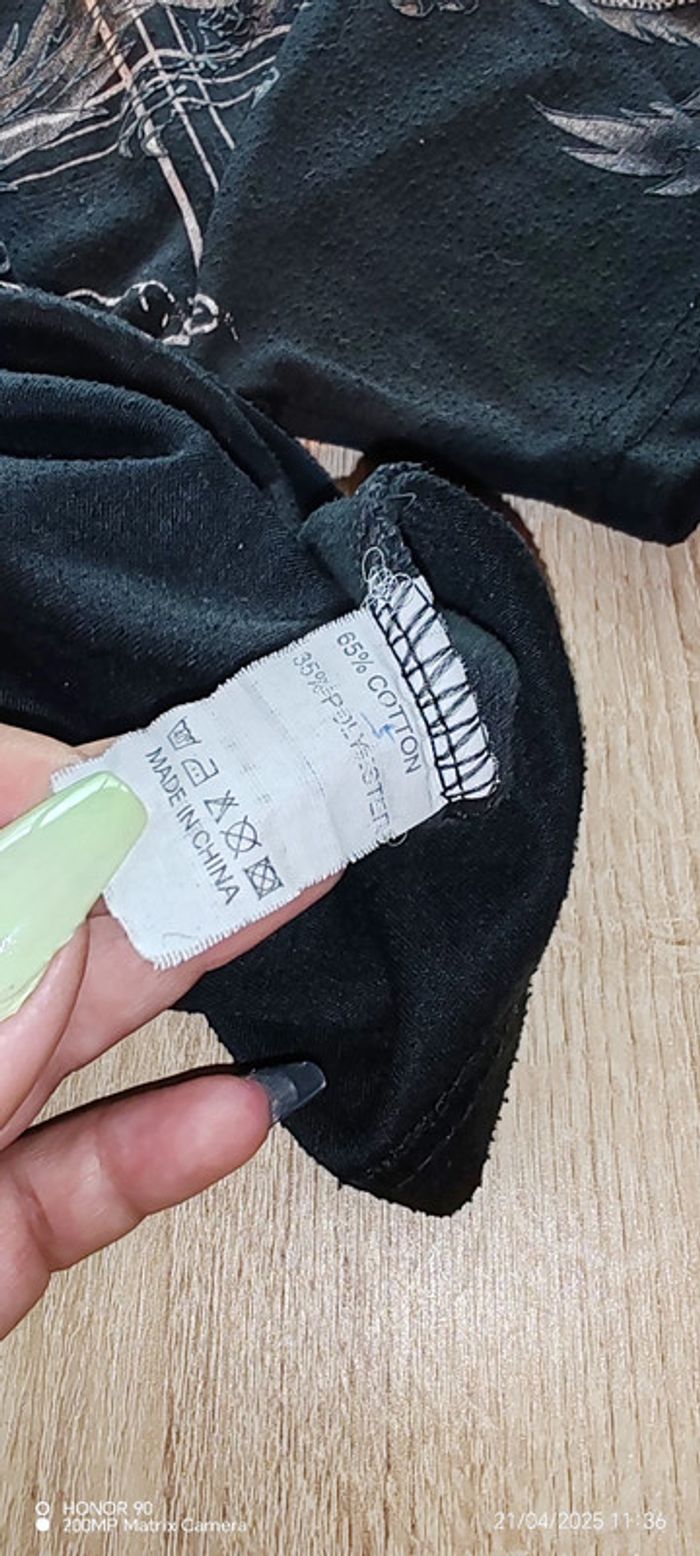 65% COTTON
35% POLYESTER
MADE IN CHINA
HONOR 90
200MP Matrix Camera
21/04/2025 11:36